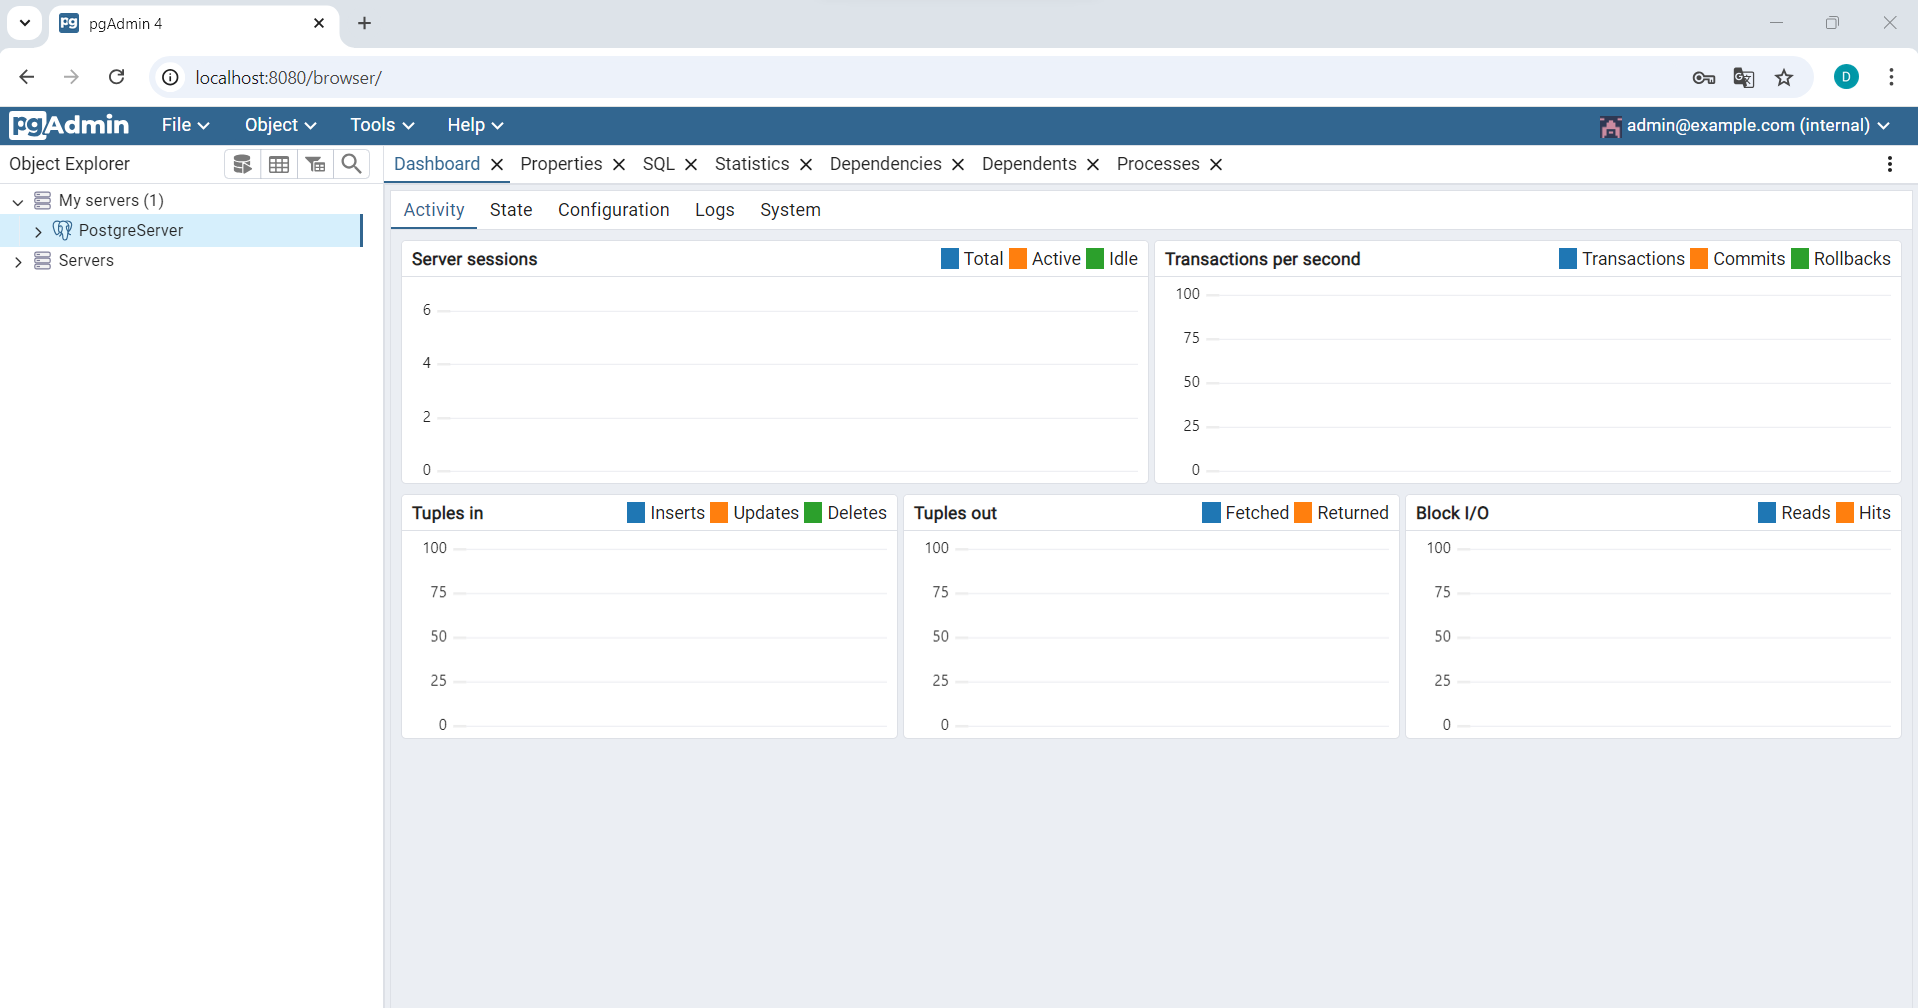 pgAdmin 4
localhost:8080/browser/
D
pgAdmin File Object Tools Help admin@example.com (internal)
Object Explorer
My servers (1)
PostgreServer
Servers
Dashboard Properties SQL Statistics Dependencies Dependents Processes
Activity State Configuration Logs System
Server sessions Total Active Idle
6
4
2
0
Transactions per second Transactions Commits Rollbacks
100
75
50
25
0
Tuples in Inserts Updates Deletes
100
75
50
25
0
Tuples out Fetched Returned
100
75
50
25
0
Block I/O Reads Hits
100
75
50
25
0